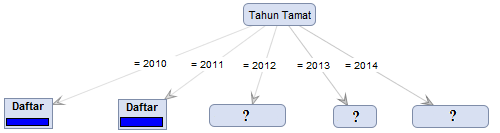 Tahun Tamat
= 2010 = 2011 = 2012 = 2013 = 2014
Daftar Daftar ? ? ?